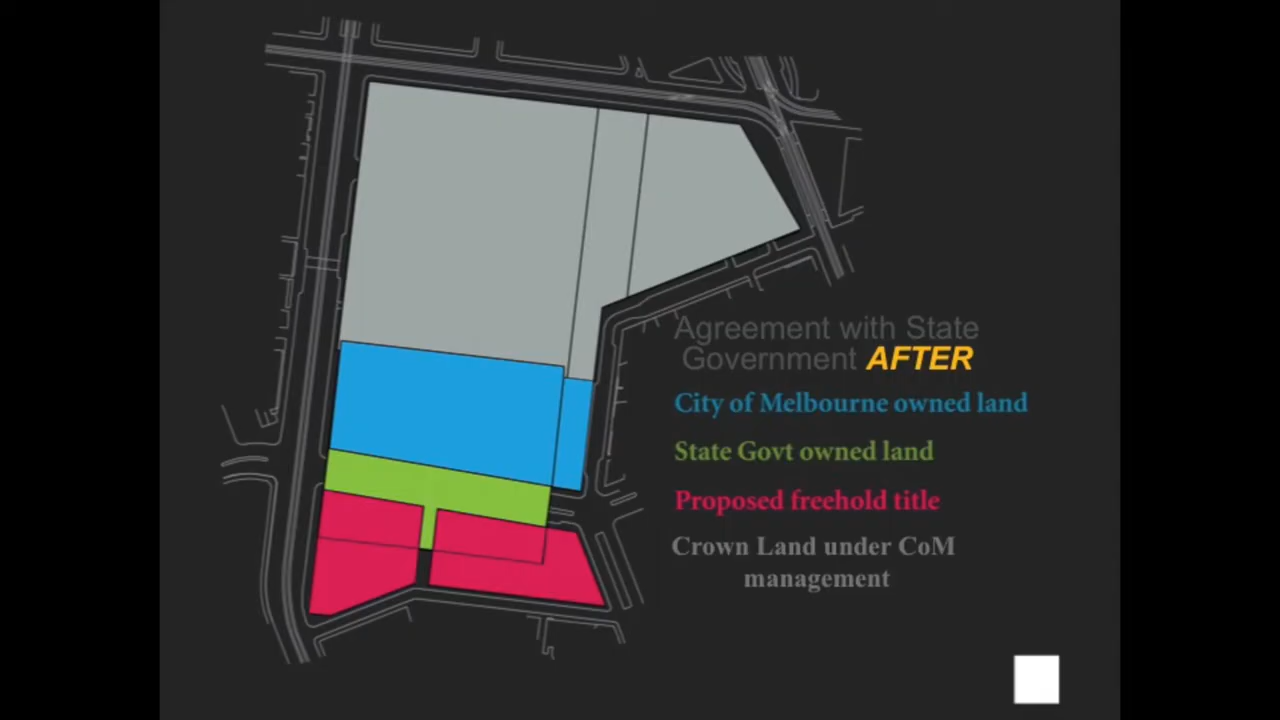 Agreement with State
Government AFTER
City of Melbourne owned land
State Govt owned land
Proposed freehold title
Crown Land under CoM
management